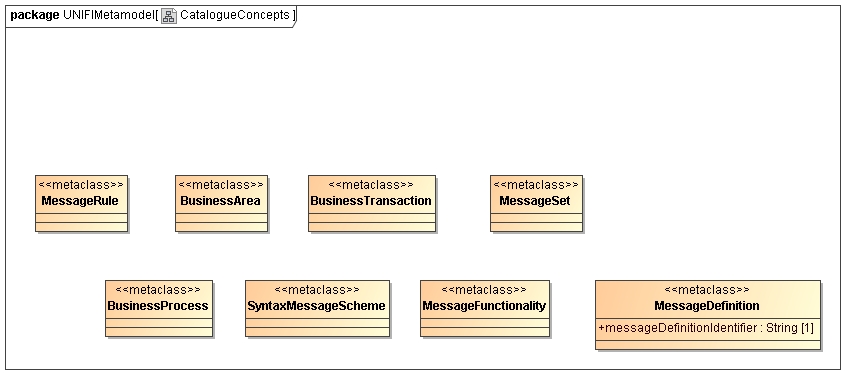 package UNIFIMetamodel[ CatalogueConcepts ]
<<metaclass>>
MessageRule
<<metaclass>>
BusinessArea
<<metaclass>>
BusinessTransaction
<<metaclass>>
MessageSet
<<metaclass>>
BusinessProcess
<<metaclass>>
SyntaxMessageScheme
<<metaclass>>
MessageFunctionality
<<metaclass>>
MessageDefinition
+messageDefinitionIdentifier : String [1]